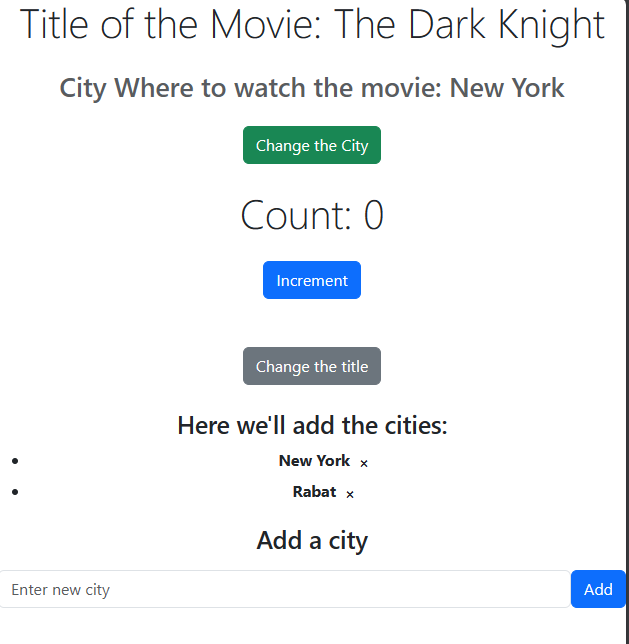 Title of the Movie: The Dark Knight
City Where to watch the movie: New York
Change the City
Count: 0
Increment
Change the title
Here we'll add the cities:
New York ×
Rabat ×
Add a city
Enter new city Add